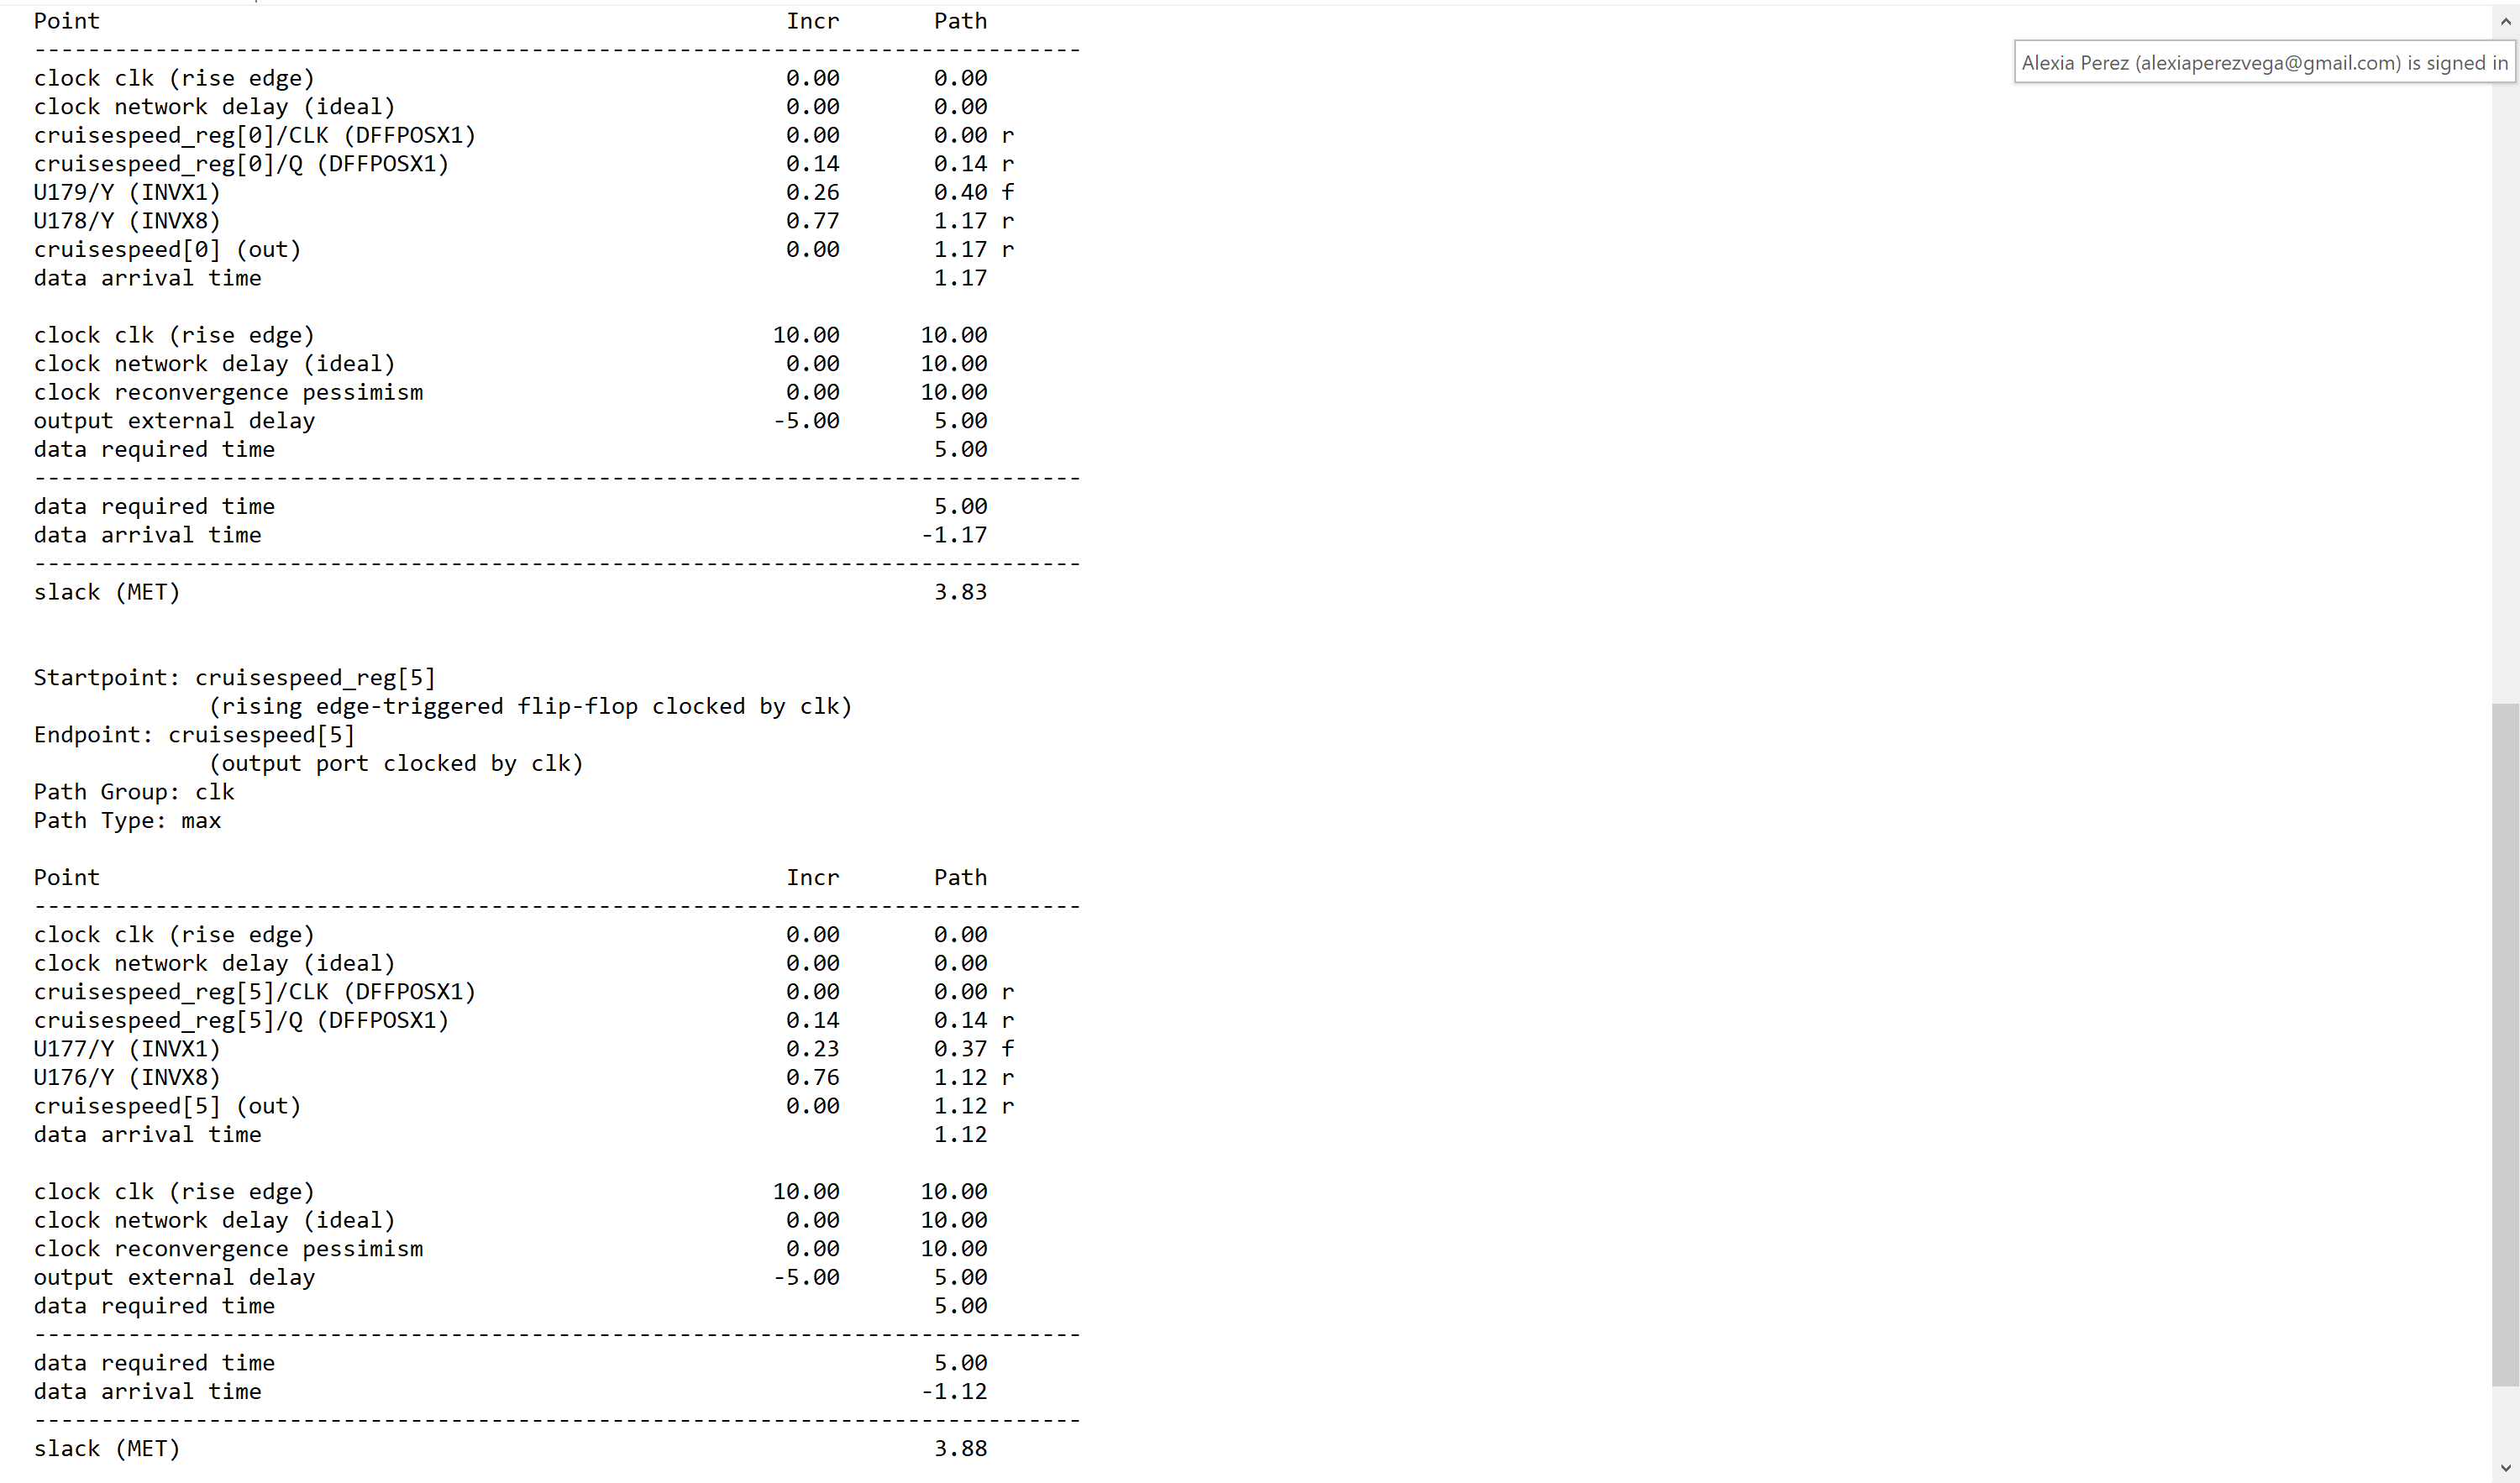 Point                                                   Incr       Path
------------------------------------------------------------------------------
clock clk (rise edge)                                   0.00       0.00
clock network delay (ideal)                             0.00       0.00
cruisespeed_reg[0]/CLK (DFFPOSX1)                       0.00       0.00 r
cruisespeed_reg[0]/Q (DFFPOSX1)                         0.14       0.14 r
U179/Y (INVX1)                                          0.26       0.40 f
U178/Y (INVX8)                                          0.77       1.17 r
cruisespeed[0] (out)                                    0.00       1.17 r
data arrival time                                                  1.17
clock clk (rise edge)                                  10.00      10.00
clock network delay (ideal)                             0.00      10.00
clock reconvergence pessimism                           0.00      10.00
output external delay                                  -5.00       5.00
data required time                                                 5.00
------------------------------------------------------------------------------
data required time                                                 5.00
data arrival time                                                 -1.17
------------------------------------------------------------------------------
slack (MET)                                                        3.83
Startpoint: cruisespeed_reg[5]
(rising edge-triggered flip-flop clocked by clk)
Endpoint: cruisespeed[5]
(output port clocked by clk)
Path Group: clk
Path Type: max
Point                                                   Incr       Path
------------------------------------------------------------------------------
clock clk (rise edge)                                   0.00       0.00
clock network delay (ideal)                             0.00       0.00
cruisespeed_reg[5]/CLK (DFFPOSX1)                       0.00       0.00 r
cruisespeed_reg[5]/Q (DFFPOSX1)                         0.14       0.14 r
U177/Y (INVX1)                                          0.23       0.37 f
U176/Y (INVX8)                                          0.76       1.12 r
cruisespeed[5] (out)                                    0.00       1.12 r
data arrival time                                                  1.12
clock clk (rise edge)                                  10.00      10.00
clock network delay (ideal)                             0.00      10.00
clock reconvergence pessimism                           0.00      10.00
output external delay                                  -5.00       5.00
data required time                                                 5.00
------------------------------------------------------------------------------
data required time                                                 5.00
data arrival time                                                 -1.12
------------------------------------------------------------------------------
slack (MET)                                                        3.88
Alexia Perez (alexiaperezvega@gmail.com) is signed in